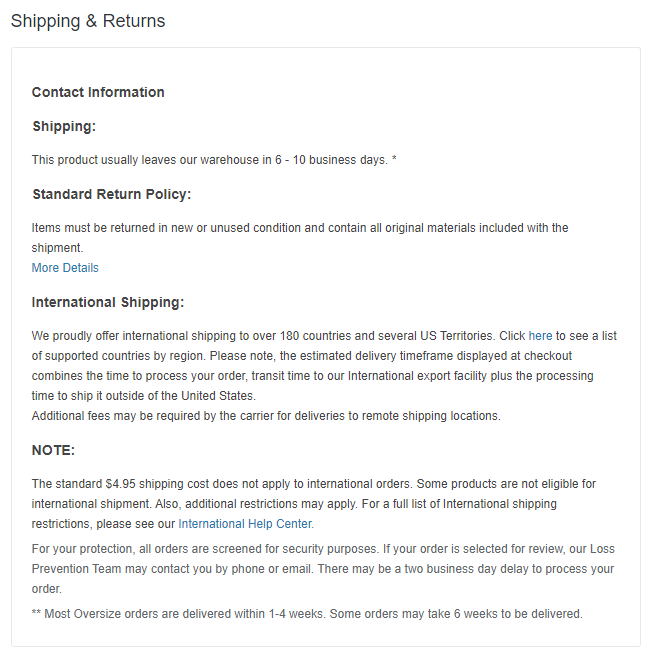 Shipping & Returns
Contact Information
Shipping:
This product usually leaves our warehouse in 6 - 10 business days. *
Standard Return Policy:
Items must be returned in new or unused condition and contain all original materials included with the
shipment.
More Details
International Shipping:
We proudly offer international shipping to over 180 countries and several US Territories. Click here to see a list
of supported countries by region. Please note, the estimated delivery timeframe displayed at checkout
combines the time to process your order, transit time to our International export facility plus the processing
time to ship it outside of the United States.
Additional fees may be required by the carrier for deliveries to remote shipping locations.
NOTE:
The standard $4.95 shipping cost does not apply to international orders. Some products are not eligible for
international shipment. Also, additional restrictions may apply. For a full list of International shipping
restrictions, please see our International Help Center.
For your protection, all orders are screened for security purposes. If your order is selected for review, our Loss
Prevention Team may contact you by phone or email. There may be a two business day delay to process your
order.
** Most Oversize orders are delivered within 1-4 weeks. Some orders may take 6 weeks to be delivered.